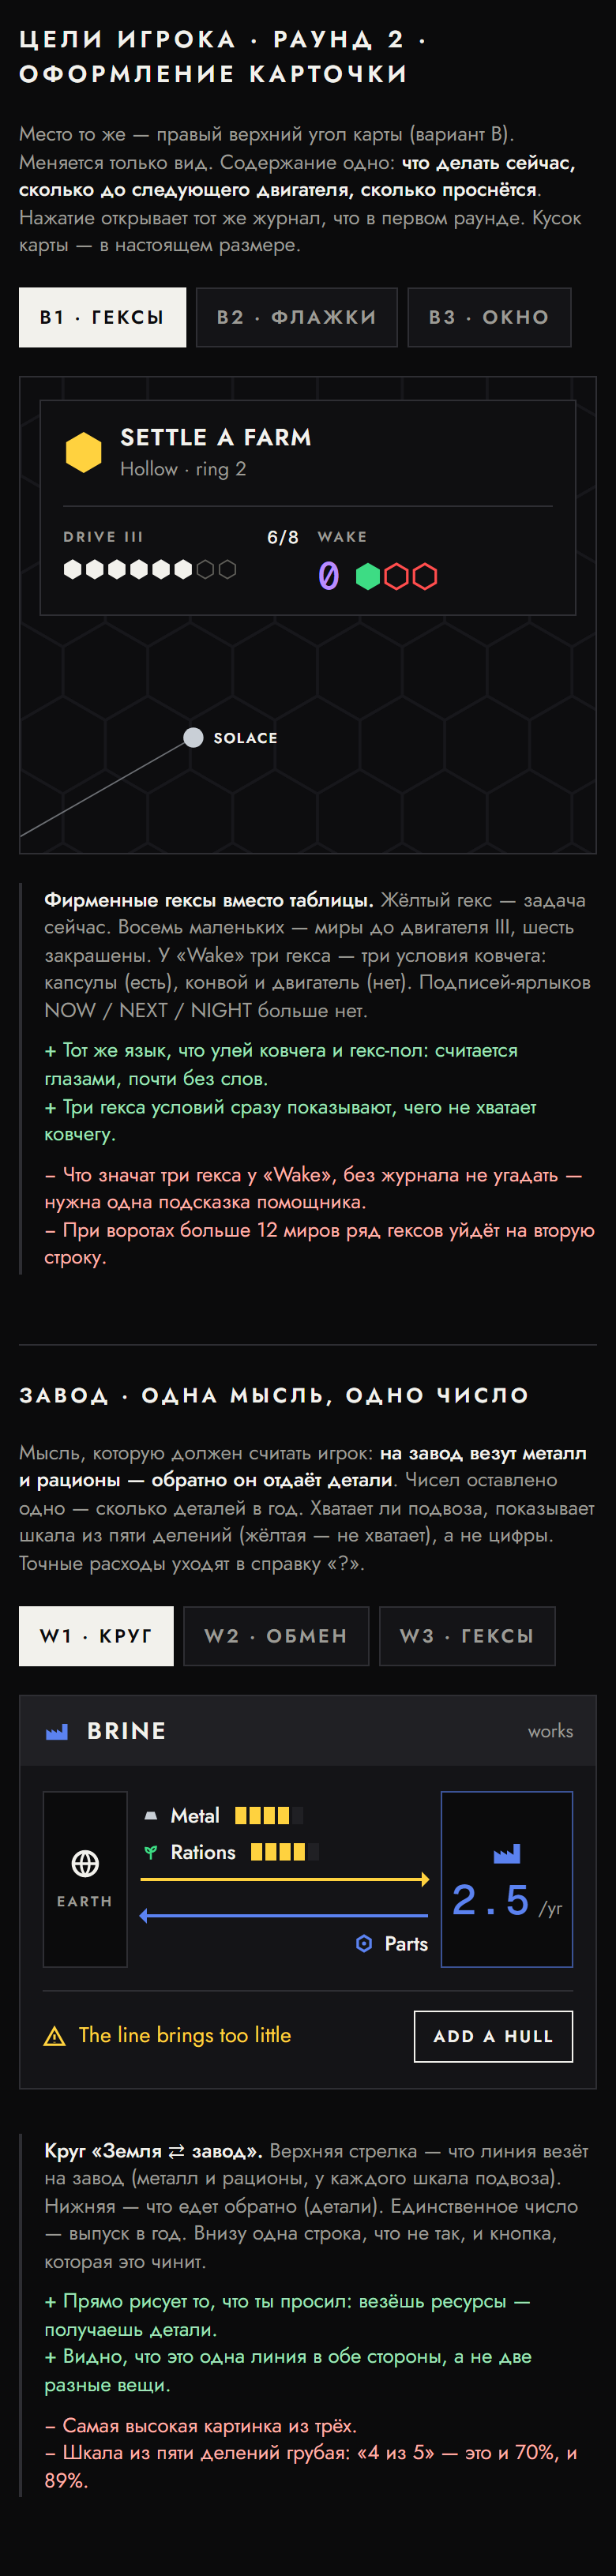 ЦЕЛИ ИГРОКА · РАУНД 2 ·
ОФОРМЛЕНИЕ КАРТОЧКИ
Место то же — правый верхний угол карты (вариант B).
Меняется только вид. Содержание одно: что делать сейчас,
сколько до следующего двигателя, сколько проснётся.
Нажатие открывает тот же журнал, что в первом раунде. Кусок
карты — в настоящем размере.
B1 · ГЕКСЫ
B2 · ФЛАЖКИ
B3 · ОКНО
SETTLE A FARM
Hollow · ring 2
DRIVE III 6/8 WAKE
0
SOLACE
Фирменные гексы вместо таблицы. Жёлтый гекс — задача
сейчас. Восемь маленьких — миры до двигателя III, шесть
закрашены. У «Wake» три гекса — три условия ковчега:
капсулы (есть), конвой и двигатель (нет). Подписей-ярлыков
NOW / NEXT / NIGHT больше нет.
+ Тот же язык, что улей ковчега и гекс-пол: считается
глазами, почти без слов.
+ Три гекса условий сразу показывают, чего не хватает
ковчегу.
− Что значат три гекса у «Wake», без журнала не угадать —
нужна одна подсказка помощника.
− При воротах больше 12 миров ряд гексов уйдёт на вторую
строку.
ЗАВОД · ОДНА МЫСЛЬ, ОДНО ЧИСЛО
Мысль, которую должен считать игрок: на завод везут металл
и рационы — обратно он отдаёт детали. Чисел оставлено
одно — сколько деталей в год. Хватает ли подвоза, показывает
шкала из пяти делений (жёлтая — не хватает), а не цифры.
Точные расходы уходят в справку «?».
W1 · КРУГ
W2 · ОБМЕН
W3 · ГЕКСЫ
BRINE
works
EARTH
Metal
Rations
Parts
2.5 /yr
The line brings too little
ADD A HULL
Круг «Земля ⇄ завод». Верхняя стрелка — что линия везёт
на завод (металл и рационы, у каждого шкала подвоза).
Нижняя — что едет обратно (детали). Единственное число
— выпуск в год. Внизу одна строка, что не так, и кнопка,
которая это чинит.
+ Прямо рисует то, что ты просил: везёшь ресурсы —
получаешь детали.
+ Видно, что это одна линия в обе стороны, а не две
разные вещи.
− Самая высокая картинка из трёх.
− Шкала из пяти делений грубая: «4 из 5» — это и 70%, и
89%.